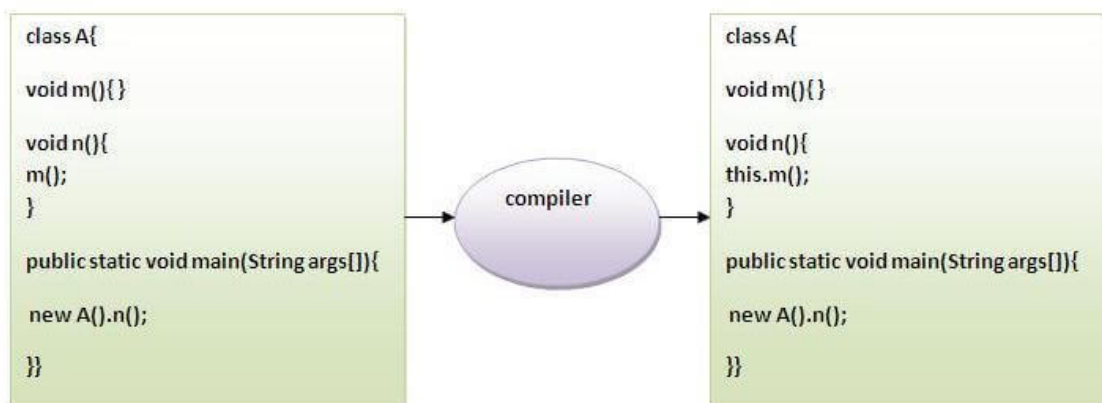 class A{
void m(){}
void n(){
m();
}
public static void main(String args[]){
new A().n();
}}
compiler
class A{
void m(){}
void n(){
this.m();
}
public static void main(String args[]){
new A().n();
}}